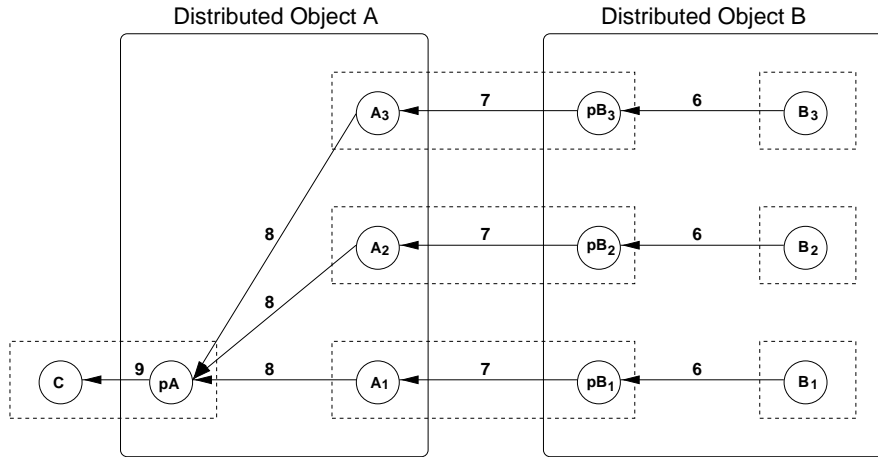 Distributed Object A Distributed Object B
A3 7 pB3 6 B3
8
A2 7 pB2 6 B2
8
C 9 pA 8 A1 7 pB1 6 B1